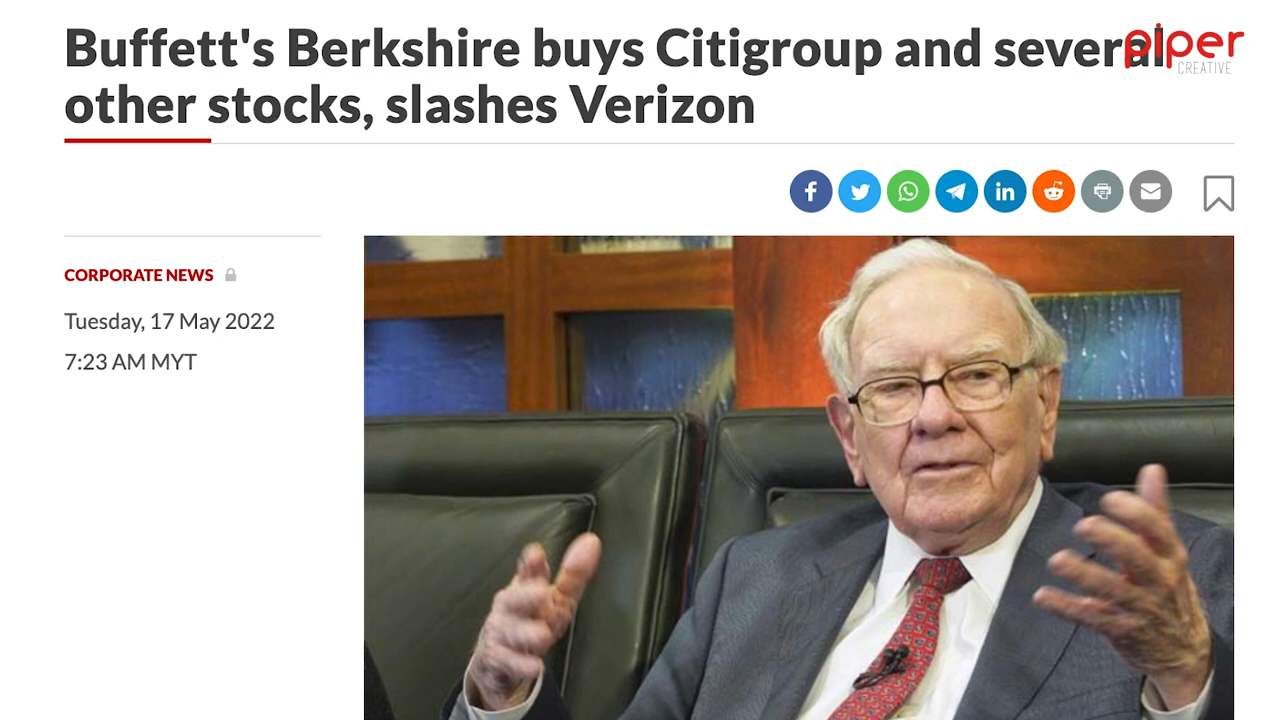 Buffett's Berkshire buys Citigroup and several
other stocks, slashes Verizon
piper
CREATIVE
CORPORATE NEWS
Tuesday, 17 May 2022
7:23 AM MYT